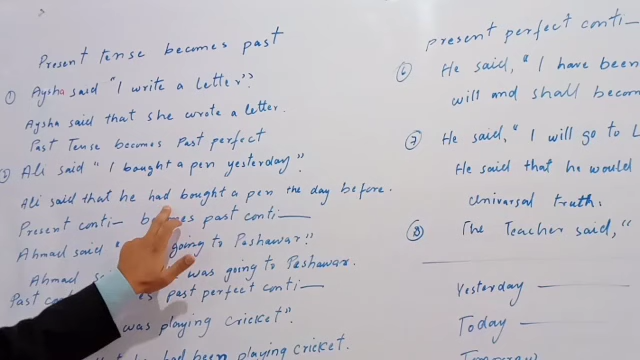 Present tense becomes past
① Aysha said "I write a letter".
Aysha said that she wrote a letter.
Past Tense becomes Past perfect
② Ali said "I bought a pen yesterday".
Ali said that he had bought a pen the day before.
Present conti- becomes past conti-
Ahmad said going to Peshawar".
Ahmad was going to Peshawar.
Past past perfect conti-
was playing cricket".
he had been playing cricket.
present perfect conti-
⑥ He said, "I have been
will and shall becom
⑦ He said, "I will go to L
He said that he would
universal truth.
⑧ The Teacher said, "
Yesterday
Today
Tomorrow